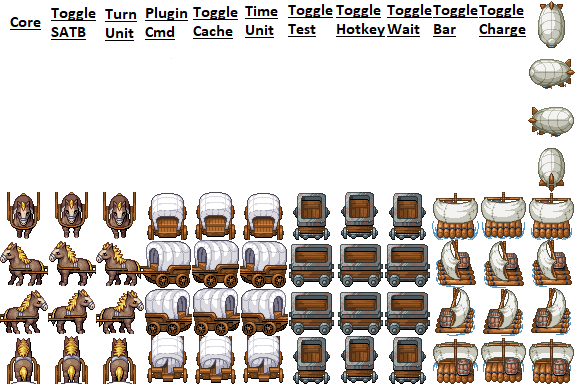 Core
Toggle SATB
Turn Unit
Plugin Cmd
Toggle Cache
Time Unit
Toggle Test
Toggle Hotkey
Toggle Wait
Toggle Bar
Toggle Charge